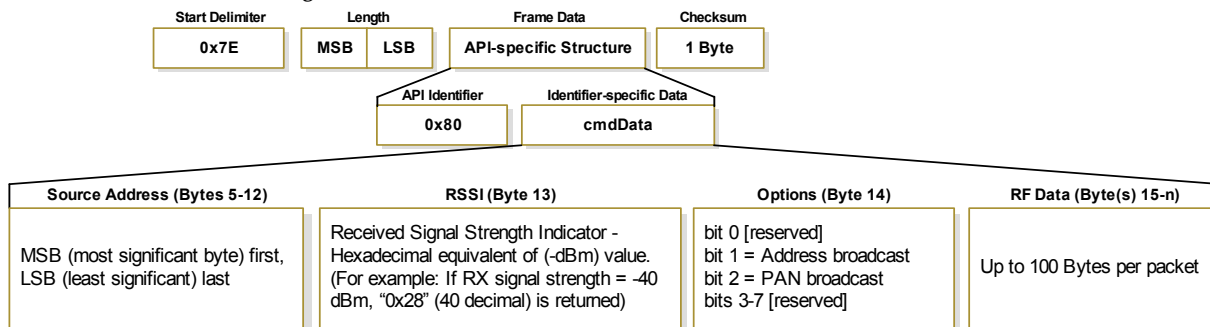 Start Delimiter Length Frame Data Checksum
0x7E MSB LSB API-specific Structure 1 Byte
API Identifier Identifier-specific Data
0x80 cmdData
Source Address (Bytes 5-12)
MSB (most significant byte) first,
LSB (least significant) last
RSSI (Byte 13)
Received Signal Strength Indicator -
Hexadecimal equivalent of (-dBm) value.
(For example: If RX signal strength = -40
dBm, “0x28” (40 decimal) is returned)
Options (Byte 14)
bit 0 [reserved]
bit 1 = Address broadcast
bit 2 = PAN broadcast
bits 3-7 [reserved]
RF Data (Byte(s) 15-n)
Up to 100 Bytes per packet